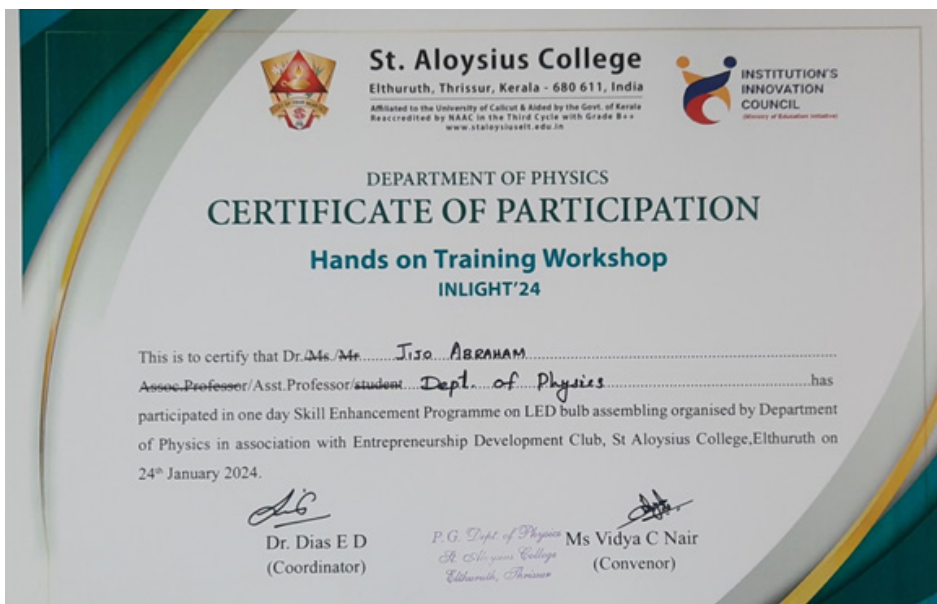 St. Aloysius College
Elthuruth, Thrissur, Kerala - 680 611, India
Affiliated to the University of Calicut & Aided by the Govt. of Kerala
Reaccredited by NAAC in the Third Cycle with Grade B++
www.staloysiuselt.edu.in
INSTITUTION'S
INNOVATION
COUNCIL
(Ministry of Education Initiative)
DEPARTMENT OF PHYSICS
CERTIFICATE OF PARTICIPATION
Hands on Training Workshop
INLIGHT'24
This is to certify that Dr./Ms./Mr. JIJO ABRAHAM
Assoc.Professor/Asst.Professor/student Dept. of Physics has
participated in one day Skill Enhancement Programme on LED bulb assembling organised by Department
of Physics in association with Entrepreneurship Development Club, St Aloysius College,Elthuruth on
24th January 2024.
Dr. Dias E D
(Coordinator)
P.G. Dept. of Physics
St. Aloysius College
Elthuruth, Thrissur
Ms Vidya C Nair
(Convenor)